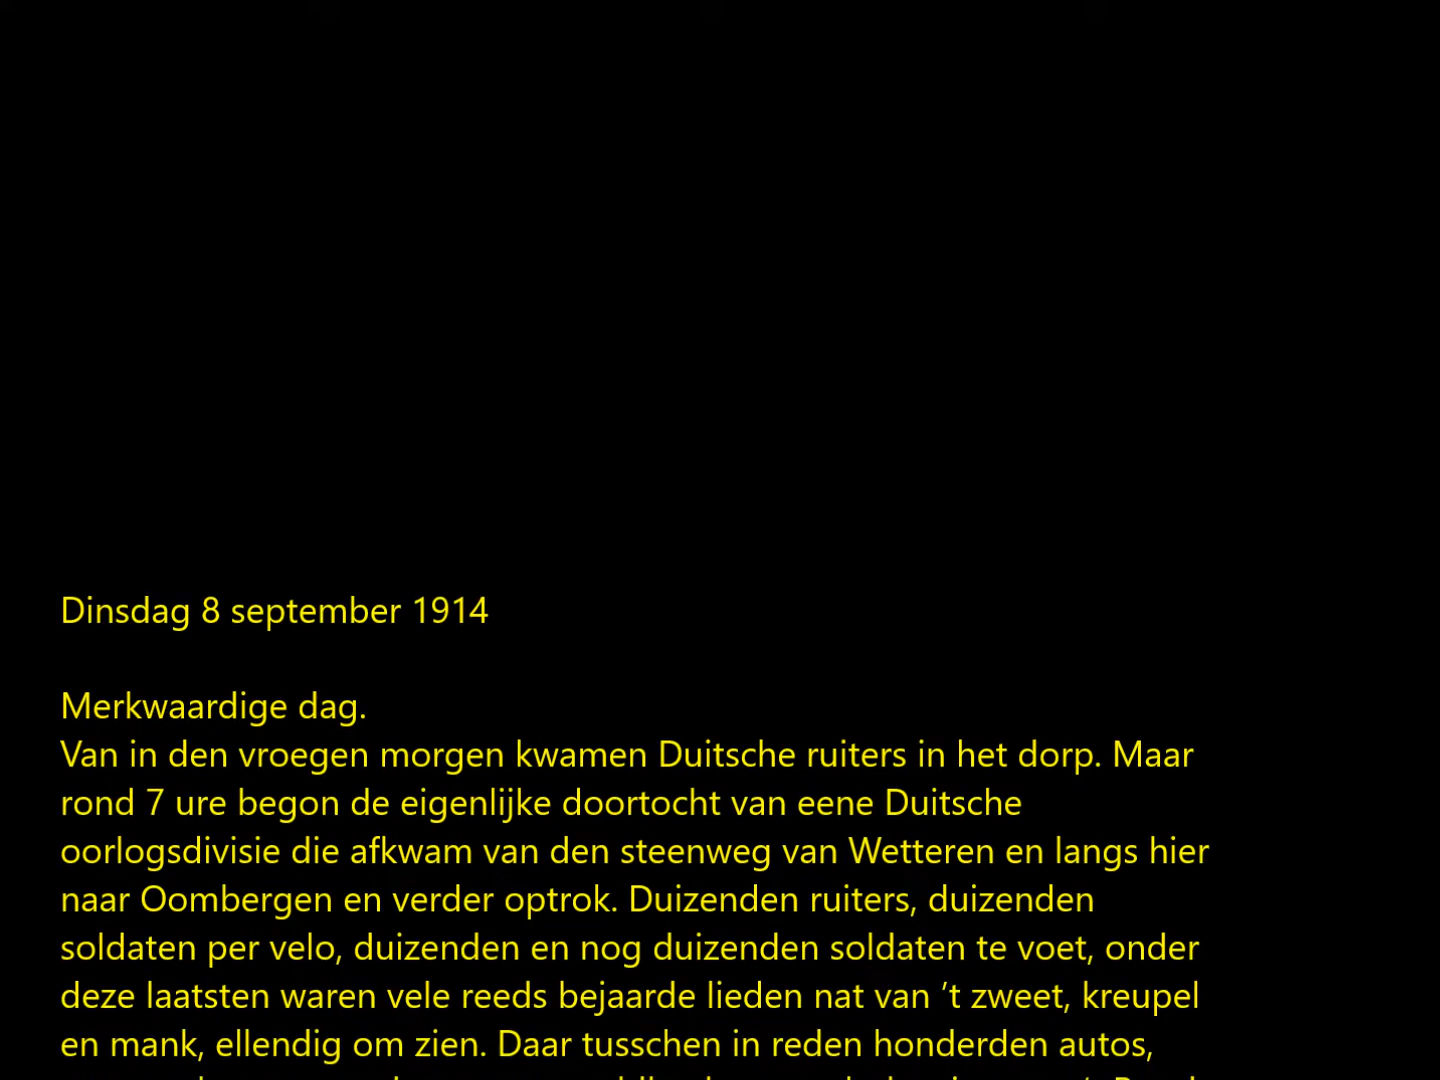 Dinsdag 8 september 1914
Merkwaardige dag.
Van in den vroegen morgen kwamen Duitsche ruiters in het dorp. Maar
rond 7 ure begon de eigenlijke doortocht van eene Duitsche
oorlogsdivisie die afkwam van den steenweg van Wetteren en langs hier
naar Oombergen en verder optrok. Duizenden ruiters, duizenden
soldaten per velo, duizenden en nog duizenden soldaten te voet, onder
deze laatsten waren vele reeds bejaarde lieden nat van ’t zweet, kreupel
en mank, ellendig om zien. Daar tusschen in reden honderden autos,